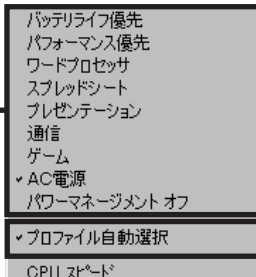 バッテリライフ優先
パフォーマンス優先
ワードプロセッサ
スプレッドシート
プレゼンテーション
通信
ゲーム
AC電源
パワーマネージメント オフ
プロファイル自動選択
CPU スピード